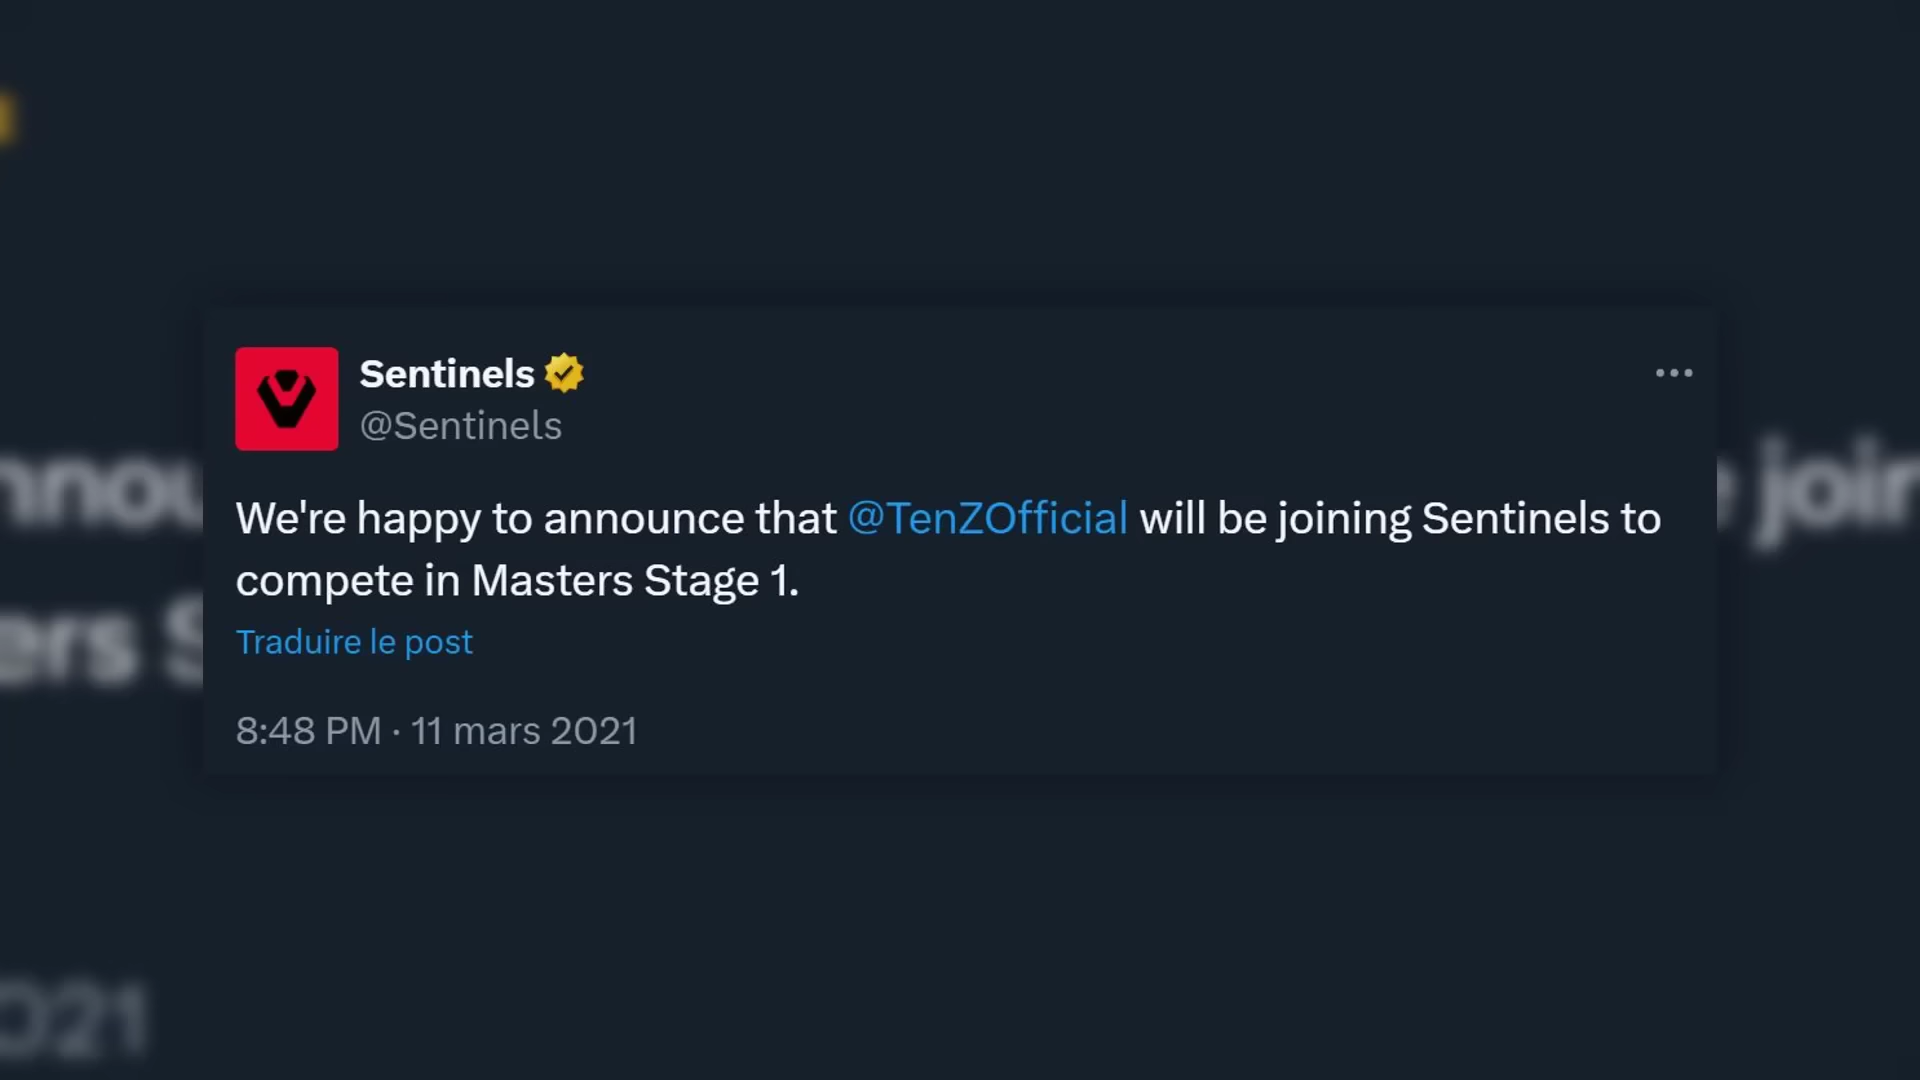 Sentinels
@Sentinels
We're happy to announce that @TenZOfficial will be joining Sentinels to
compete in Masters Stage 1.
Traduire le post
8:48 PM · 11 mars 2021